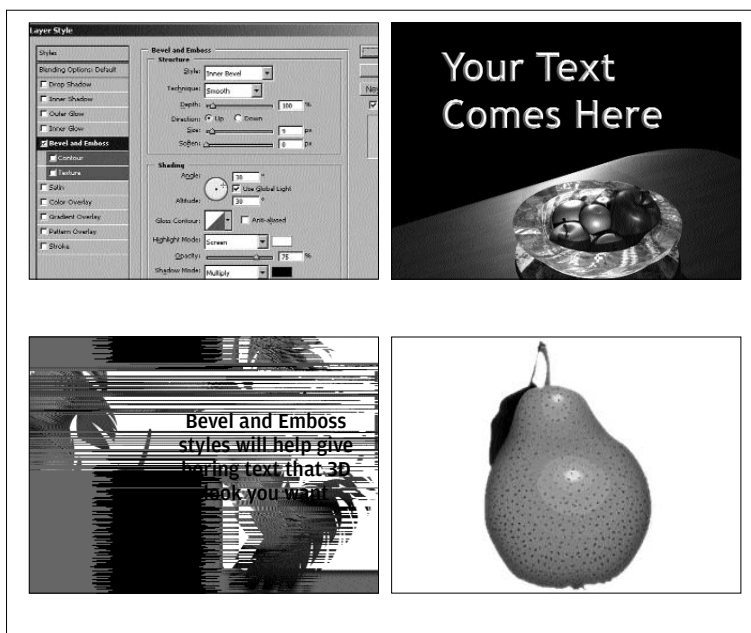 Layer Style
Styles
Blending Options: Default
Drop Shadow
Inner Shadow
Outer Glow
Inner Glow
Bevel and Emboss
Contour
Texture
Satin
Color Overlay
Gradient Overlay
Pattern Overlay
Stroke
Bevel and Emboss
Structure
Style: Inner Bevel
Technique: Smooth
Depth: 100 %
Direction: Up Down
Size: 9 px
Soften: 0 px
Shading
Angle: 30 °
Use Global Light
Altitude: 30 °
Gloss Contour: Anti-aliased
Highlight Mode: Screen
Opacity: 75 %
Shadow Mode: Multiply
Your Text
Comes Here
Bevel and Emboss
styles will help give
boring text that 3D
look you want